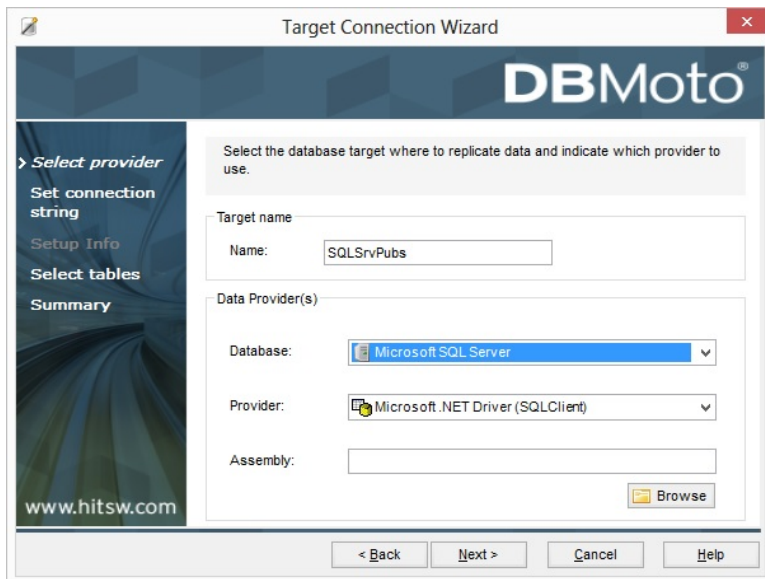 Target Connection Wizard
DBMoto®
Select provider
Set connection
string
Setup Info
Select tables
Summary
www.hitsw.com
Select the database target where to replicate data and indicate which provider to
use.
Target name
Name: SQLSrvPubs
Data Provider(s)
Database: Microsoft SQL Server
Provider: Microsoft .NET Driver (SQLClient)
Assembly:
Browse
< Back Next > Cancel Help